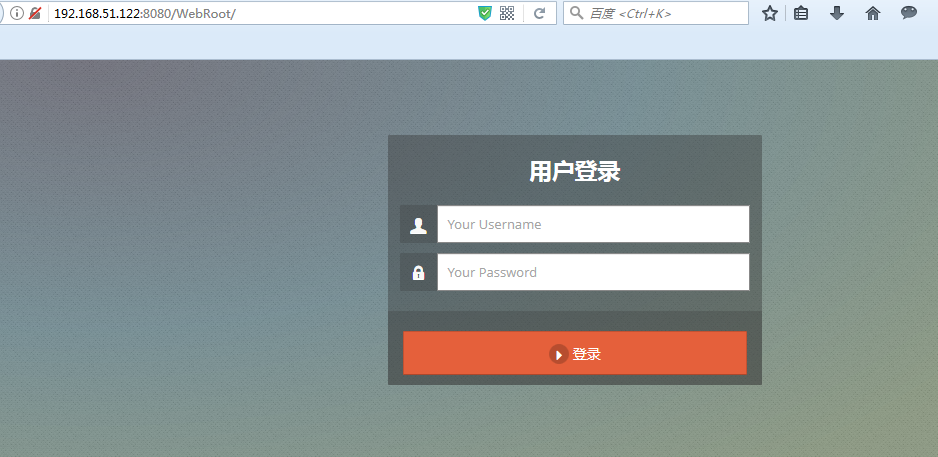 192.168.51.122:8080/WebRoot/
百度 <Ctrl+K>
用户登录
Your Username
Your Password
登录